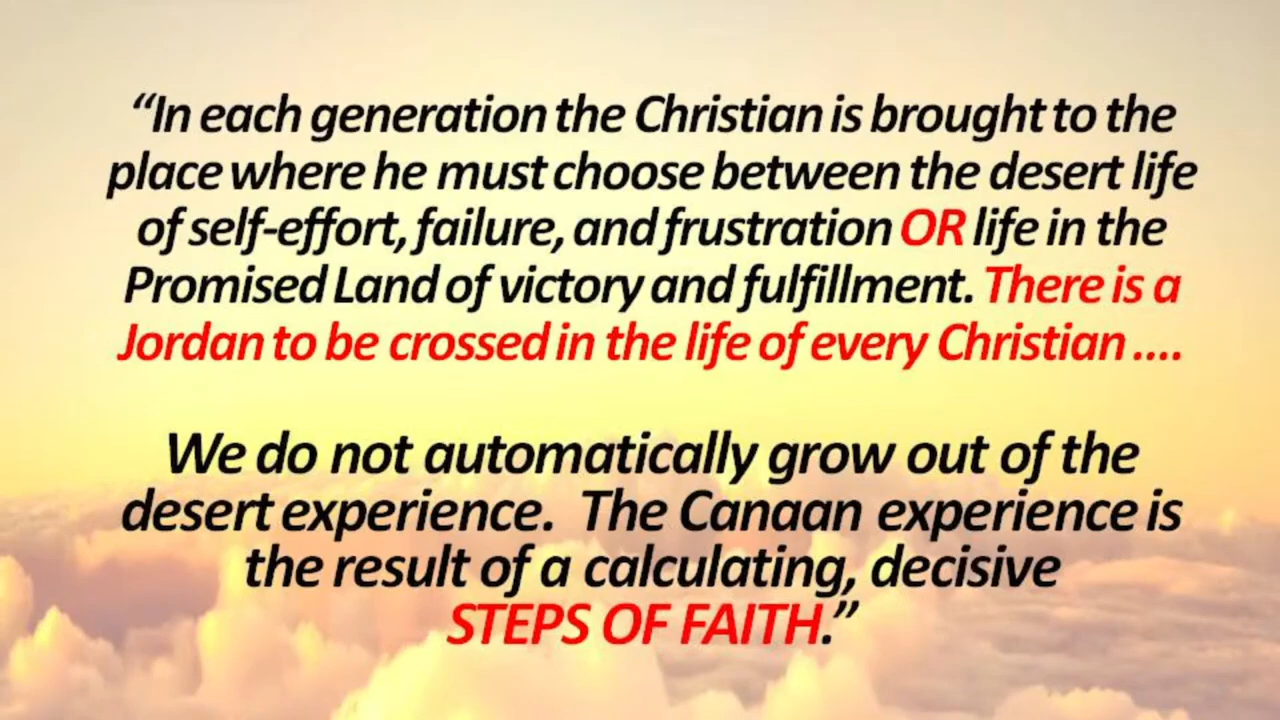 “In each generation the Christian is brought to the
place where he must choose between the desert life
of self-effort, failure, and frustration OR life in the
Promised Land of victory and fulfillment. There is a
Jordan to be crossed in the life of every Christian ....
We do not automatically grow out of the
desert experience. The Canaan experience is
the result of a calculating, decisive
STEPS OF FAITH.”